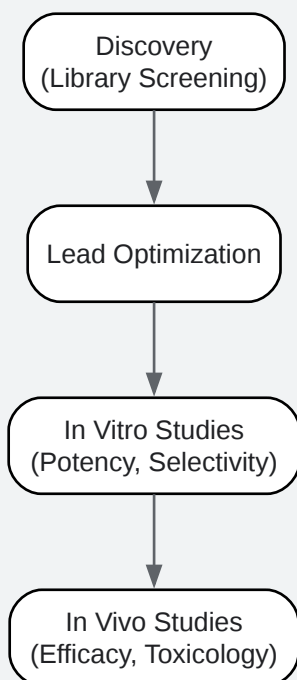 Discovery
(Library Screening)
Lead Optimization
In Vitro Studies
(Potency, Selectivity)
In Vivo Studies
(Efficacy, Toxicology)